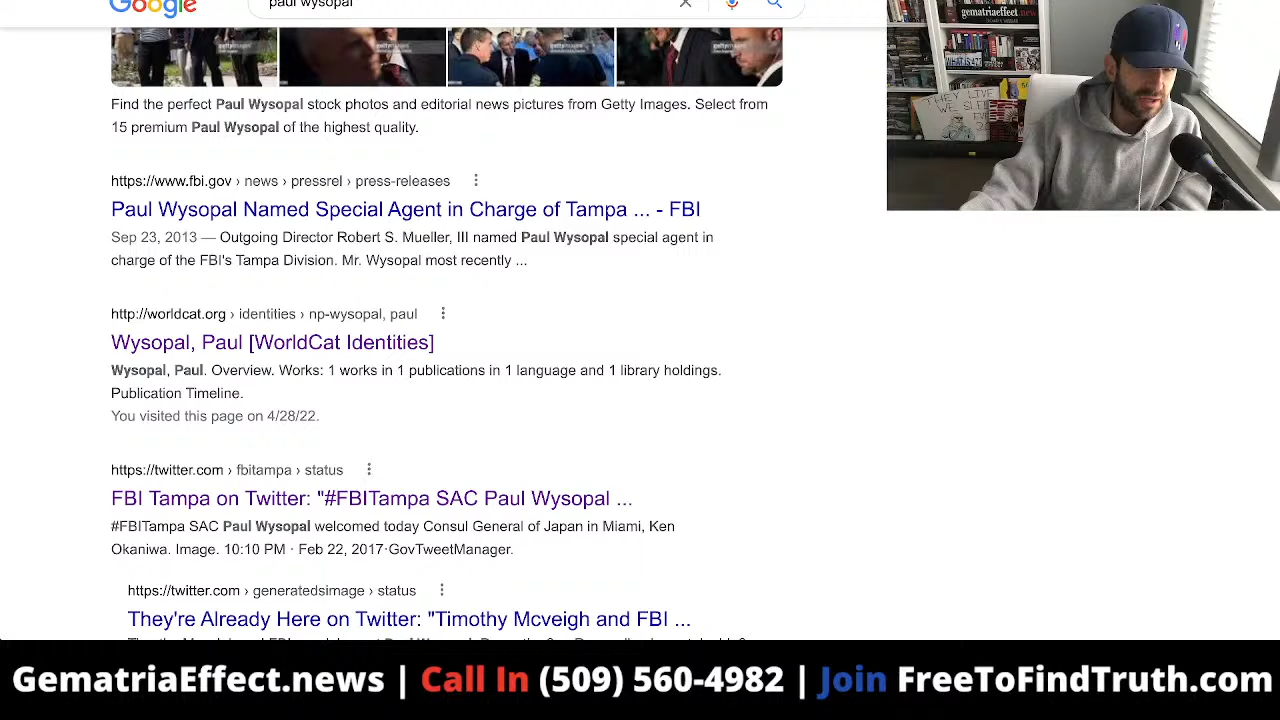 Google
paul wysopal
Find the perfect Paul Wysopal stock photos and editorial news pictures from Getty Images. Select from
15 premium Paul Wysopal of the highest quality.
https://www.fbi.gov › news › pressrel › press-releases
Paul Wysopal Named Special Agent in Charge of Tampa ... - FBI
Sep 23, 2013 — Outgoing Director Robert S. Mueller, III named Paul Wysopal special agent in
charge of the FBI's Tampa Division. Mr. Wysopal most recently ...
http://worldcat.org › identities › np-wysopal, paul
Wysopal, Paul [WorldCat Identities]
Wysopal, Paul. Overview. Works: 1 works in 1 publications in 1 language and 1 library holdings.
Publication Timeline.
You visited this page on 4/28/22.
https://twitter.com › fbitampa › status
FBI Tampa on Twitter: "#FBITampa SAC Paul Wysopal ...
#FBITampa SAC Paul Wysopal welcomed today Consul General of Japan in Miami, Ken
Okaniwa. Image. 10:10 PM · Feb 22, 2017·GovTweetManager.
https://twitter.com › generatedsimage › status
They're Already Here on Twitter: "Timothy Mcveigh and FBI ...
gematriaeffect.news
THEY LIVE
WE SLEEP
GematriaEffect.news | Call In (509) 560-4982 | Join FreeToFindTruth.com